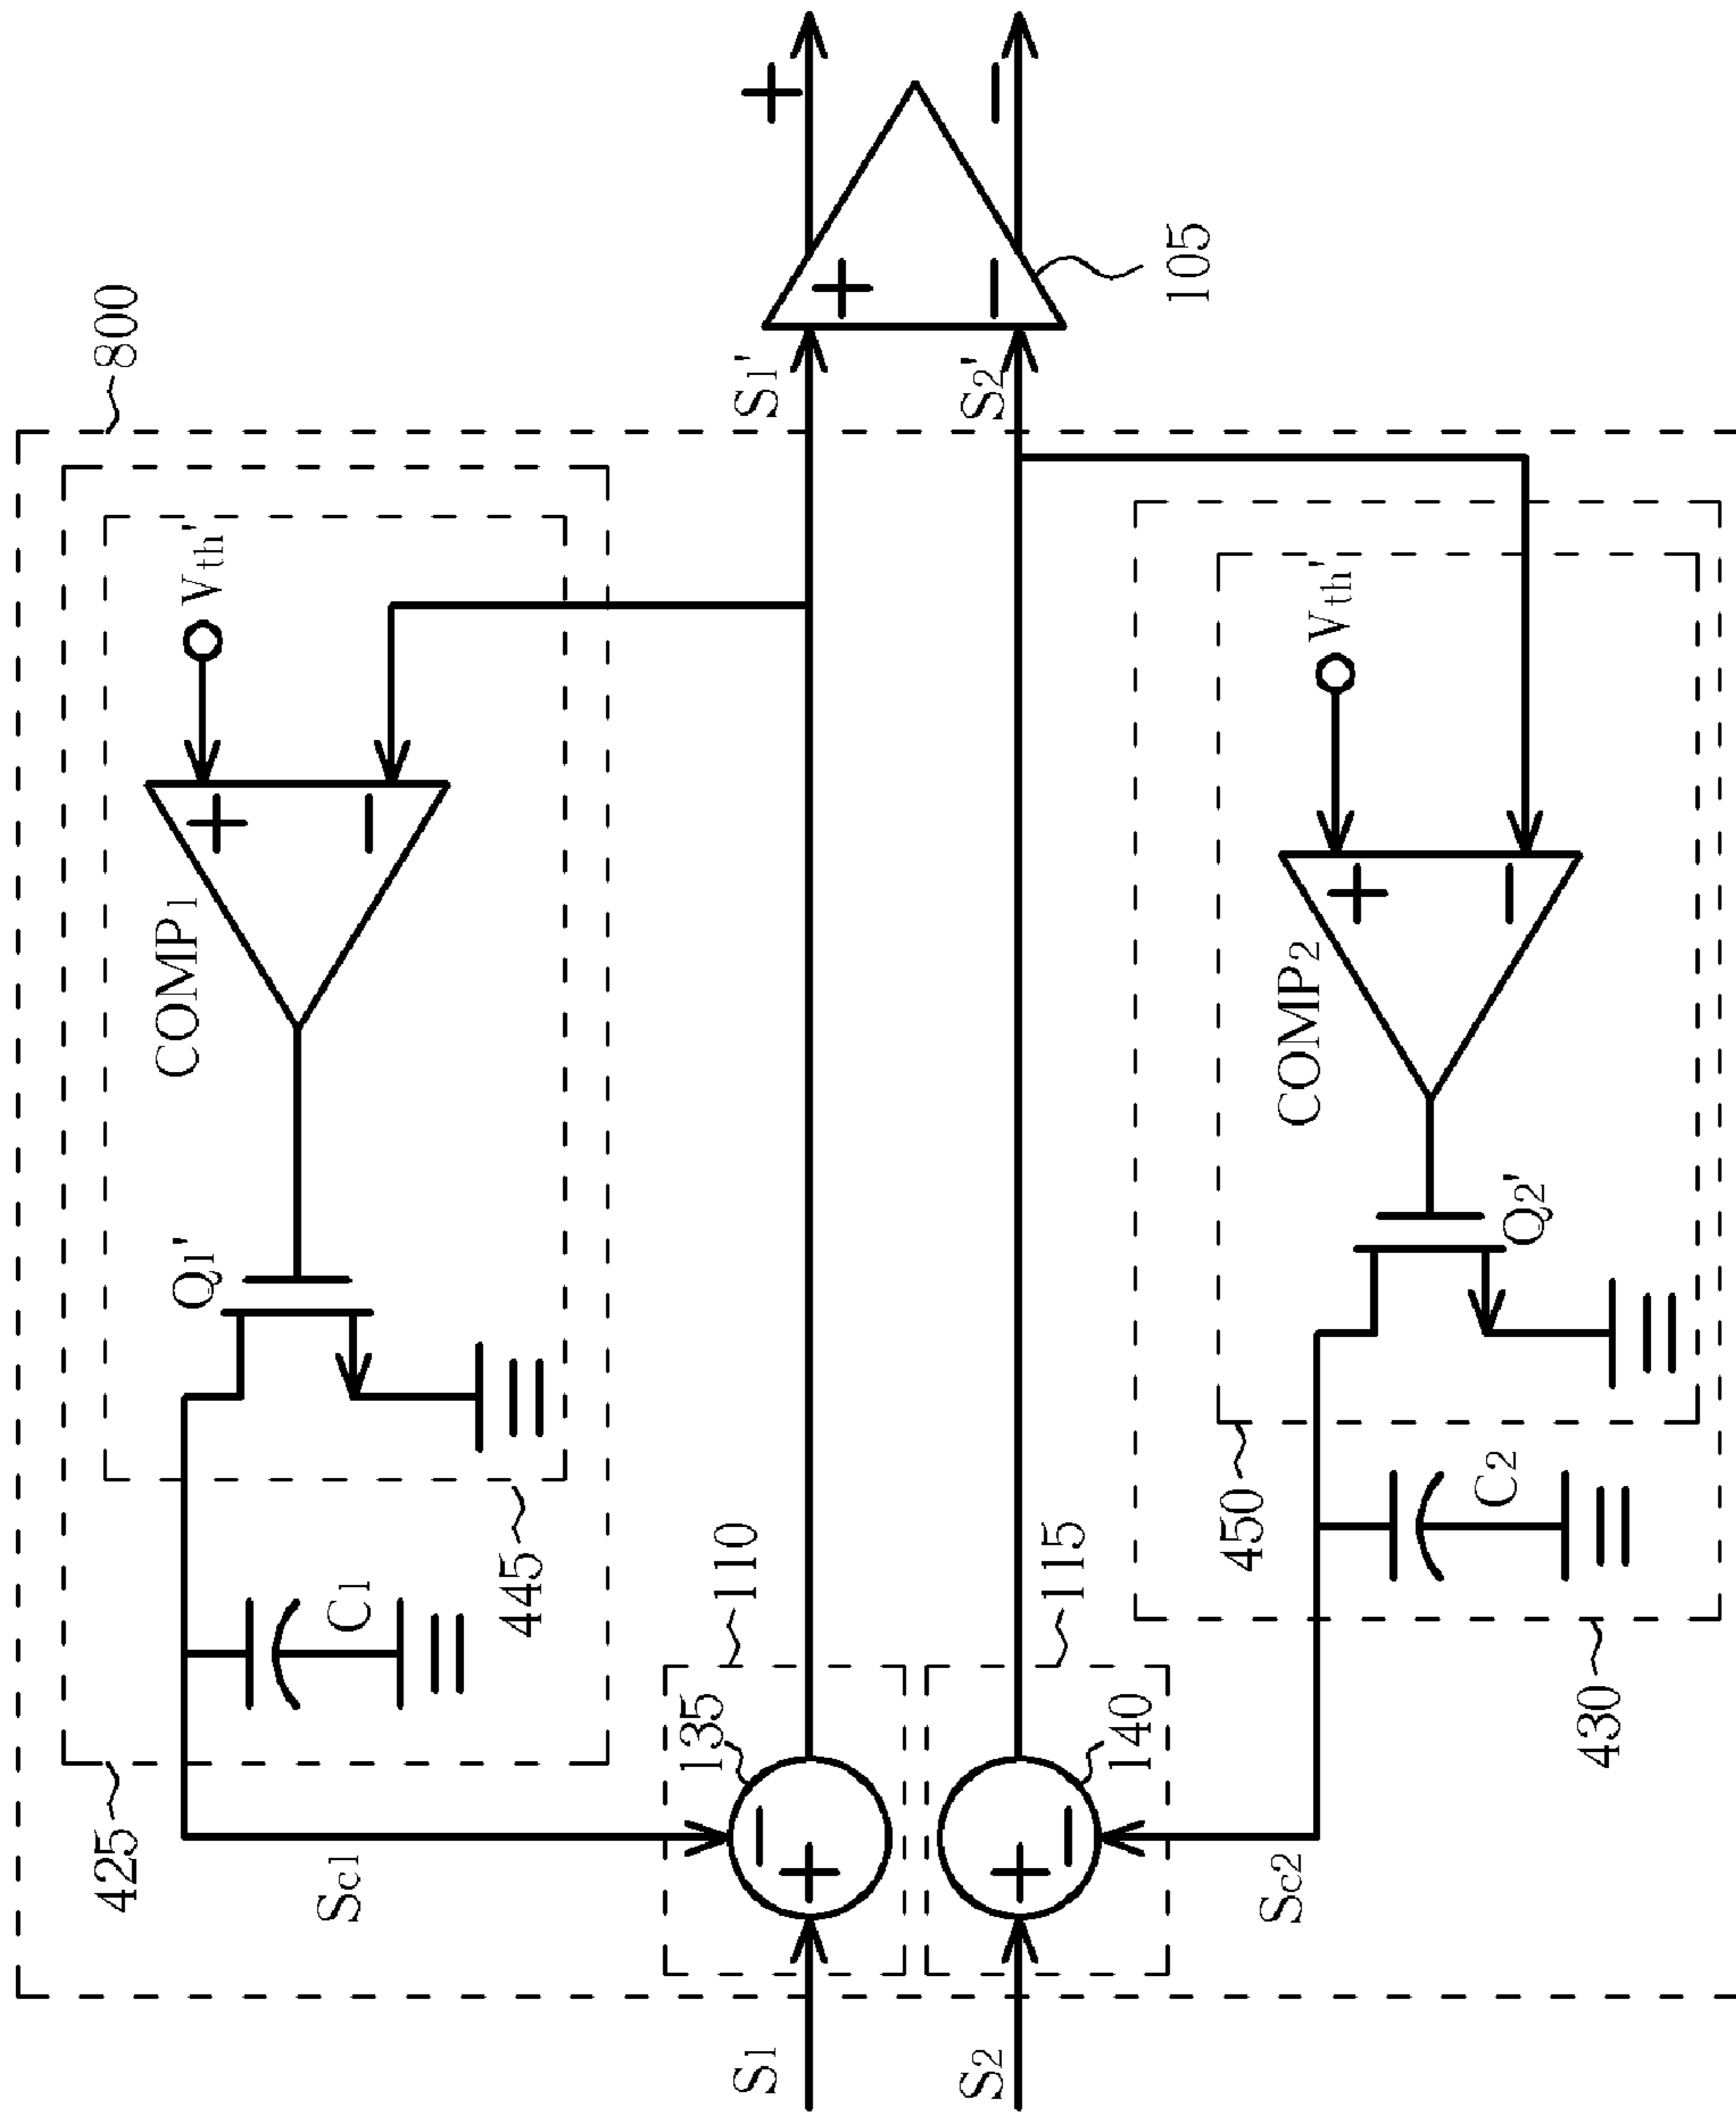 800
Vth'
COMP1
Q1'
C1
445
425
Sc1
110
135
S1
S1'
+
-
+
-
105
S2'
S2
115
140
Sc2
+
-
+
-
+
-
+
-
Vth'
COMP2
Q2'
C2
450
430